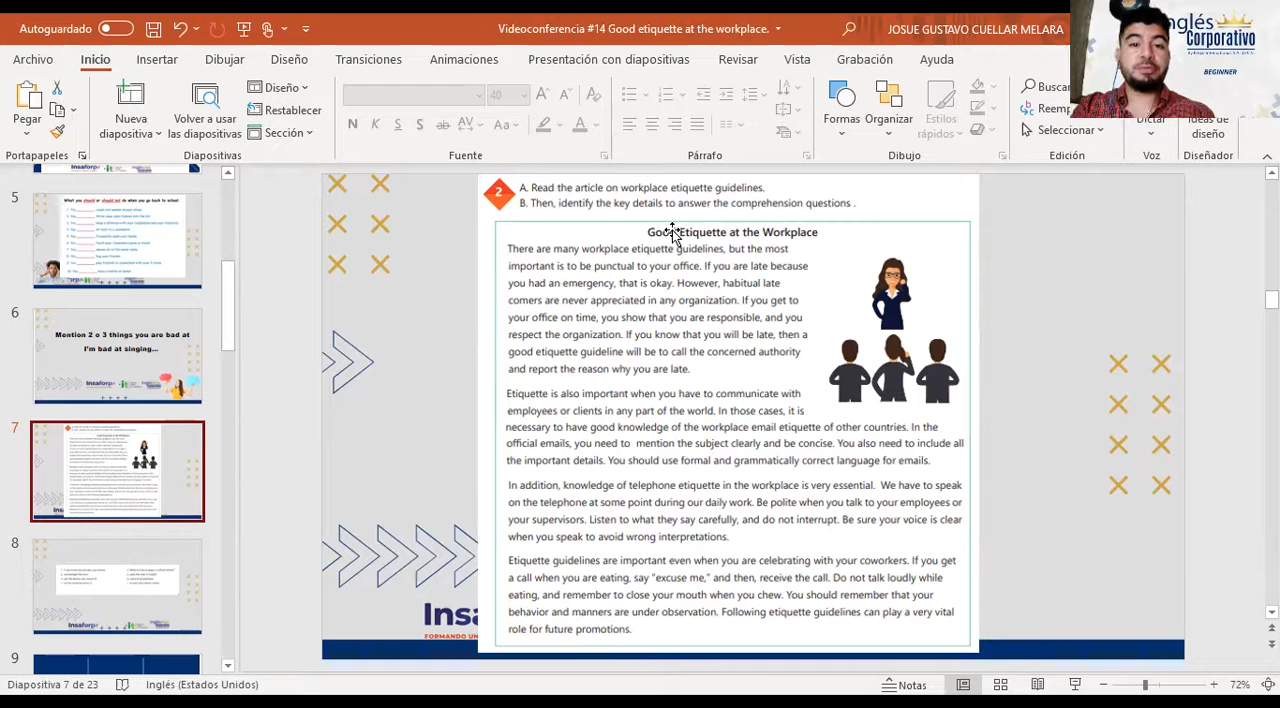 Autoguardado
Videoconferencia #14 Good etiquette at the workplace.
JOSUE GUSTAVO CUELLAR MELARA
Inglés
Corporativo
BEGINNER
Archivo
Inicio
Insertar
Dibujar
Diseño
Transiciones
Presentación con diapositivas
Revisar
Vista
Grabación
Ayuda
Pegar
Nueva
diapositiva
Volver a usar
las diapositivas
Diseño
Restablecer
Sección
40
N K S S ab AV Aa A
Formas
Organizar
Estilos
rápidos
Seleccionar
Dictar
Ideas de
diseño
Portapapeles
Diapositivas
Fuente
Párrafo
Dibujo
Edición
Voz
Diseñador
5
What you should or should not do when you go back to school
6
Mention 2 o 3 things you are bad at
I'm bad at singing...
7
8
9
2
A. Read the article on workplace etiquette guidelines.
B. Then, identify the key details to answer the comprehension questions .
Good Etiquette at the Workplace
There are many workplace etiquette guidelines, but the most
important is to be punctual to your office. If you are late because
you had an emergency, that is okay. However, habitual late
comers are never appreciated in any organization. If you get to
your office on time, you show that you are responsible, and you
respect the organization. If you know that you will be late, then a
good etiquette guideline will be to call the concerned authority
and report the reason why you are late.
Etiquette is also important when you have to communicate with
employees or clients in any part of the world. In those cases, it is
necessary to have good knowledge of the workplace email etiquette of other countries. In the
official emails, you need to mention the subject clearly and be concise. You also need to include all
the important details. You should use formal and grammatically correct language for emails.
In addition, knowledge of telephone etiquette in the workplace is very essential. We have to speak
on the telephone at some point during our daily work. Be polite when you talk to your employees or
your supervisors. Listen to what they say carefully, and do not interrupt. Be sure your voice is clear
when you speak to avoid wrong interpretations.
Etiquette guidelines are important even when you are celebrating with your coworkers. If you get
a call when you are eating, say "excuse me," and then, receive the call. Do not talk loudly while
eating, and remember to close your mouth when you chew. You should remember that your
behavior and manners are under observation. Following etiquette guidelines can play a very vital
role for future promotions.
Insa
FORMANDO UN
Diapositiva 7 de 23
Inglés (Estados Unidos)
Notas
72%